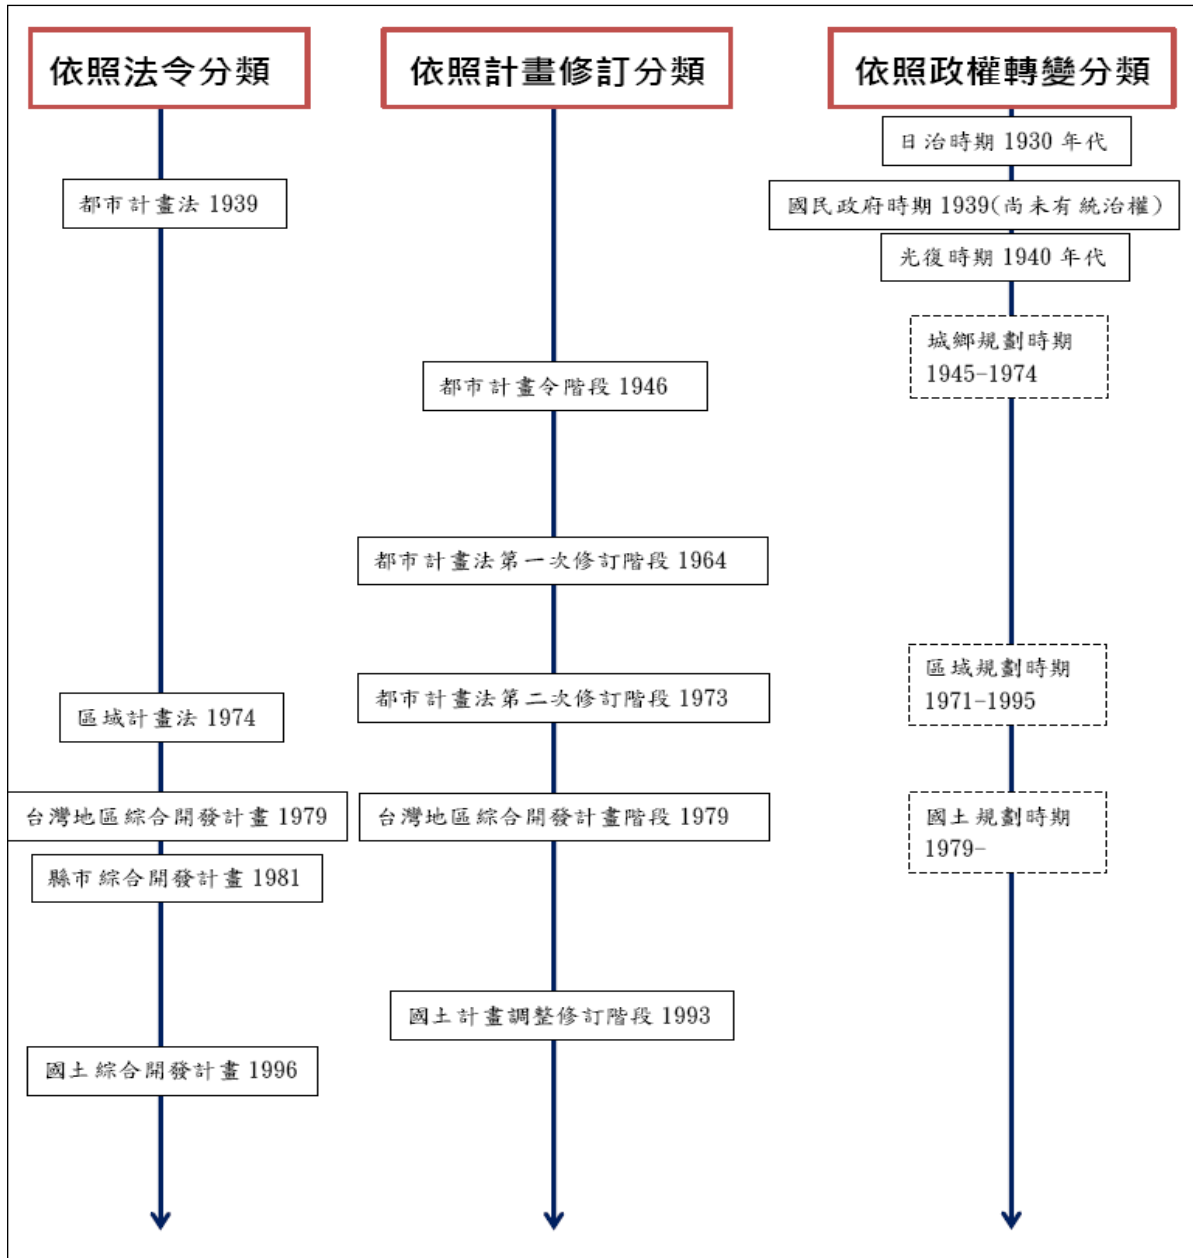 依照法令分類
都市計畫法 1939
區域計畫法 1974
台灣地區綜合開發計畫 1979
縣市綜合開發計畫 1981
國土綜合開發計畫 1996
依照計畫修訂分類
都市計畫令階段 1946
都市計畫法第一次修訂階段 1964
都市計畫法第二次修訂階段 1973
台灣地區綜合開發計畫階段 1979
國土計畫調整修訂階段 1993
依照政權轉變分類
日治時期 1930 年代
國民政府時期 1939(尚未有統治權)
光復時期 1940 年代
城鄉規劃時期
1945-1974
區域規劃時期
1971-1995
國土規劃時期
1979-